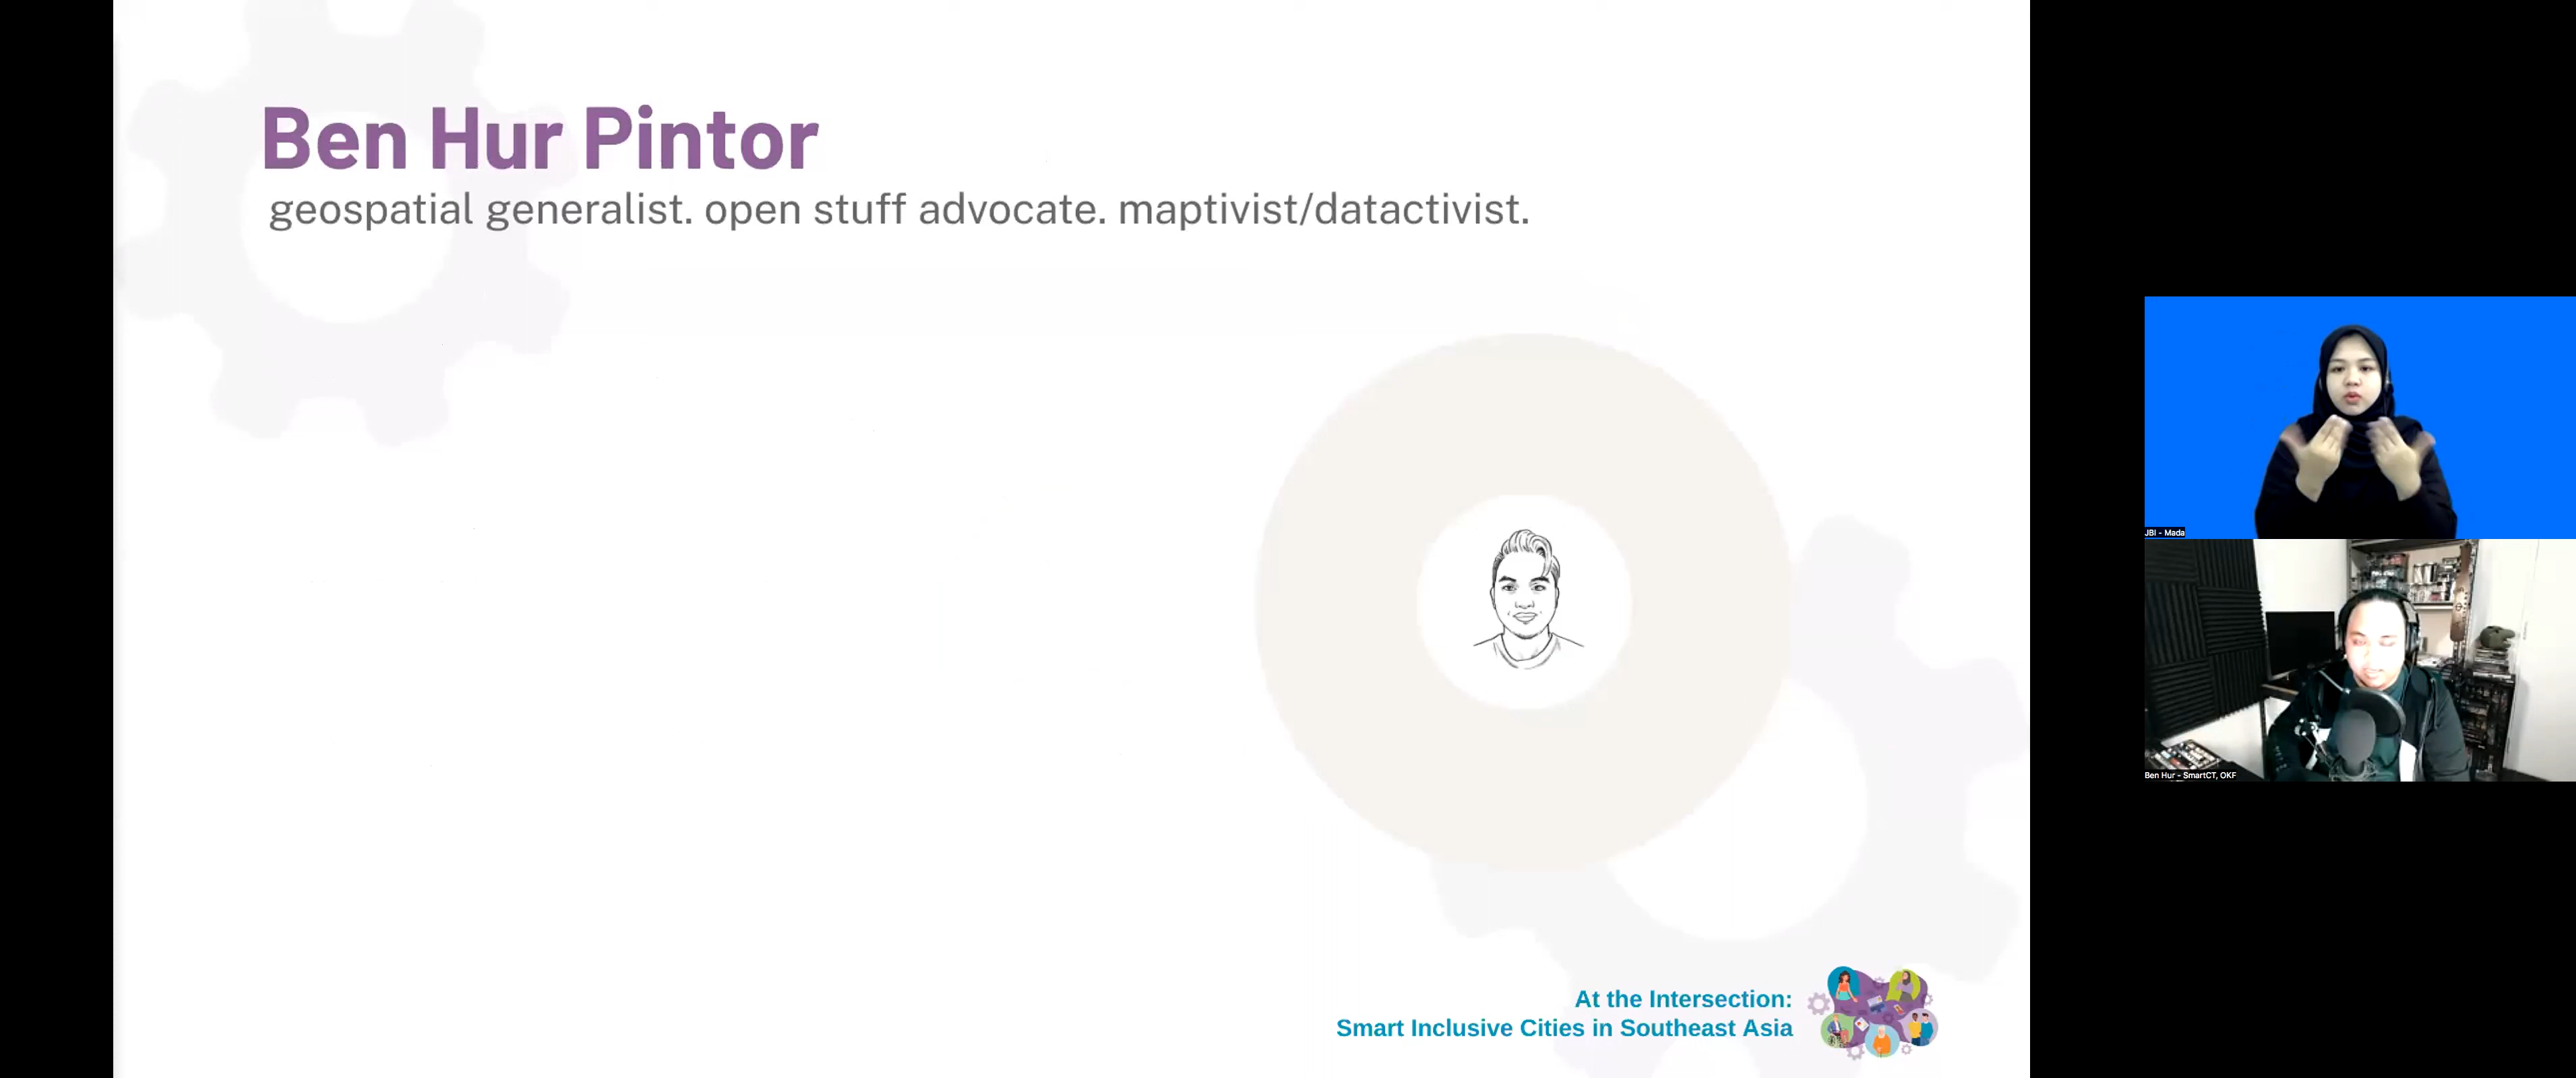 Ben Hur Pintor
geospatial generalist. open stuff advocate. maptivist/datactivist.
JBI - Mada
Ben Hur - SmartCT, OKF
At the Intersection:
Smart Inclusive Cities in Southeast Asia